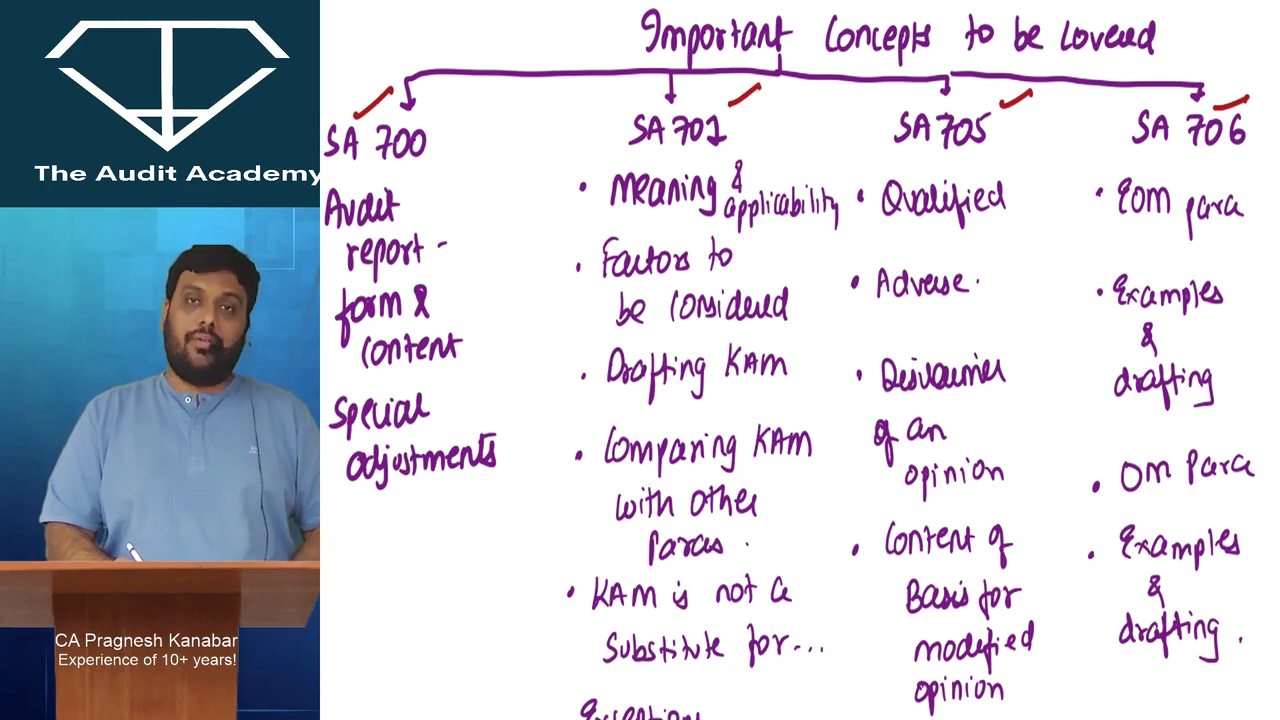 The Audit Academy
CA Pragnesh Kanabar
Experience of 10+ years!
Important Concepts to be Covered
SA 700
Audit
report -
form &
Content
Special
adjustments
SA 701
• Meaning & applicability
• Factors to
be considered
• Drafting KAM
• Comparing KAM
with other
Paras.
• KAM is not a
Substitute for...
SA 705
• Qualified
• Adverse.
• Disclaimer
of an
opinion
• Content of
Basis for
modified
opinion
SA 706
• EOM para
• Examples
&
drafting
• OM Para
• Examples
&
drafting.